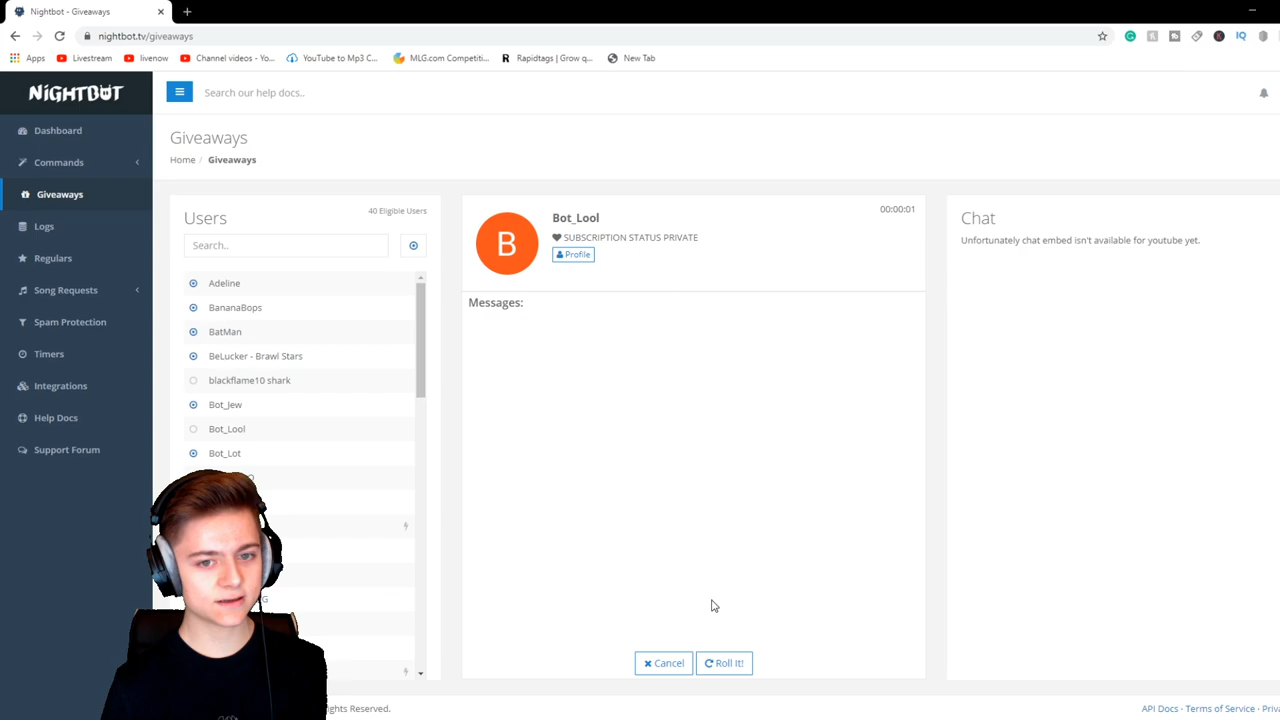 Nightbot - Giveaways
nightbot.tv/giveaways
Apps Livestream livenow Channel videos - Yo... YouTube to Mp3 C... MLG.com Competiti... Rapidtags | Grow q... New Tab
NIGHTBOT
Search our help docs..
Dashboard
Commands
Giveaways
Logs
Regulars
Song Requests
Spam Protection
Timers
Integrations
Help Docs
Support Forum
Giveaways
Home / Giveaways
Users
40 Eligible Users
Search..
Adeline
BananaBops
BatMan
BeLucker - Brawl Stars
blackflame10 shark
Bot_Jew
Bot_Lool
Bot_Lot
B
Bot_Lool
SUBSCRIPTION STATUS PRIVATE
Profile
00:00:01
Messages:
Cancel
Roll It!
Chat
Unfortunately chat embed isn't available for youtube yet.
Reserved.
API Docs - Terms of Service -